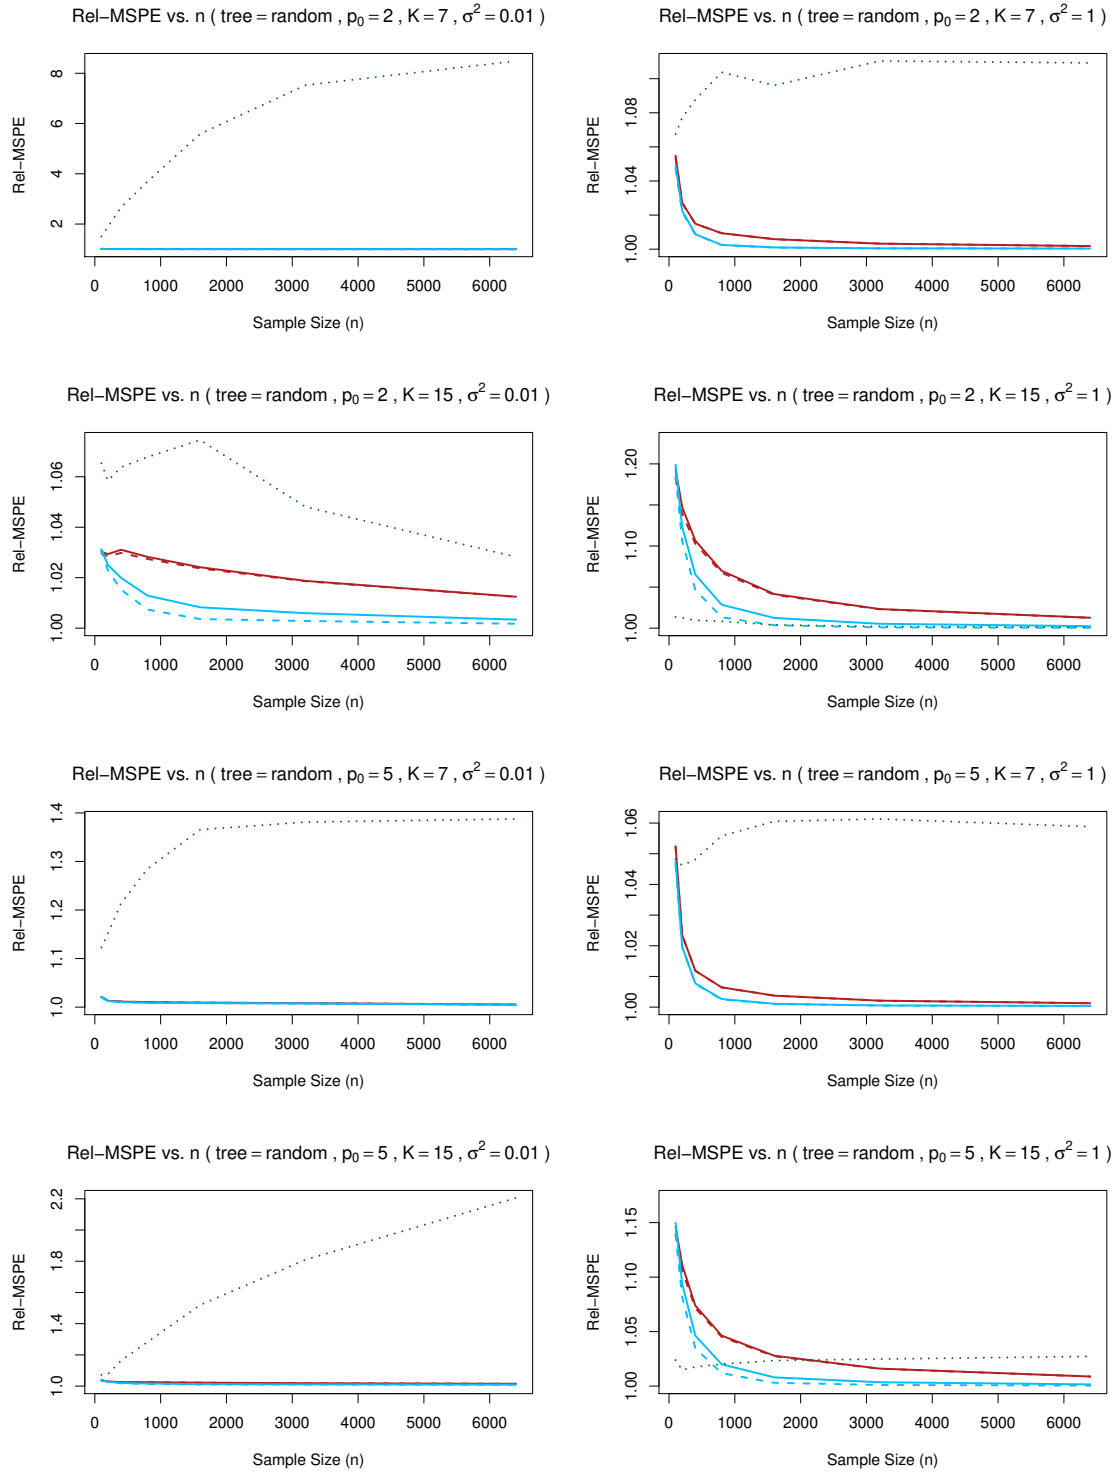 Rel−MSPE vs. n ( tree = random , p₀ = 2 , K = 7 , σ² = 0.01 )
Rel−MSPE
8
6
4
2
0 1000 2000 3000 4000 5000 6000
Sample Size (n)
Rel−MSPE vs. n ( tree = random , p₀ = 2 , K = 7 , σ² = 1 )
Rel−MSPE
1.08
1.04
1.00
0 1000 2000 3000 4000 5000 6000
Sample Size (n)
Rel−MSPE vs. n ( tree = random , p₀ = 2 , K = 15 , σ² = 0.01 )
Rel−MSPE
1.06
1.04
1.02
1.00
0 1000 2000 3000 4000 5000 6000
Sample Size (n)
Rel−MSPE vs. n ( tree = random , p₀ = 2 , K = 15 , σ² = 1 )
Rel−MSPE
1.20
1.10
1.00
0 1000 2000 3000 4000 5000 6000
Sample Size (n)
Rel−MSPE vs. n ( tree = random , p₀ = 5 , K = 7 , σ² = 0.01 )
Rel−MSPE
1.4
1.3
1.2
1.1
1.0
0 1000 2000 3000 4000 5000 6000
Sample Size (n)
Rel−MSPE vs. n ( tree = random , p₀ = 5 , K = 7 , σ² = 1 )
Rel−MSPE
1.06
1.04
1.02
1.00
0 1000 2000 3000 4000 5000 6000
Sample Size (n)
Rel−MSPE vs. n ( tree = random , p₀ = 5 , K = 15 , σ² = 0.01 )
Rel−MSPE
2.2
1.8
1.4
1.0
0 1000 2000 3000 4000 5000 6000
Sample Size (n)
Rel−MSPE vs. n ( tree = random , p₀ = 5 , K = 15 , σ² = 1 )
Rel−MSPE
1.15
1.10
1.05
1.00
0 1000 2000 3000 4000 5000 6000
Sample Size (n)